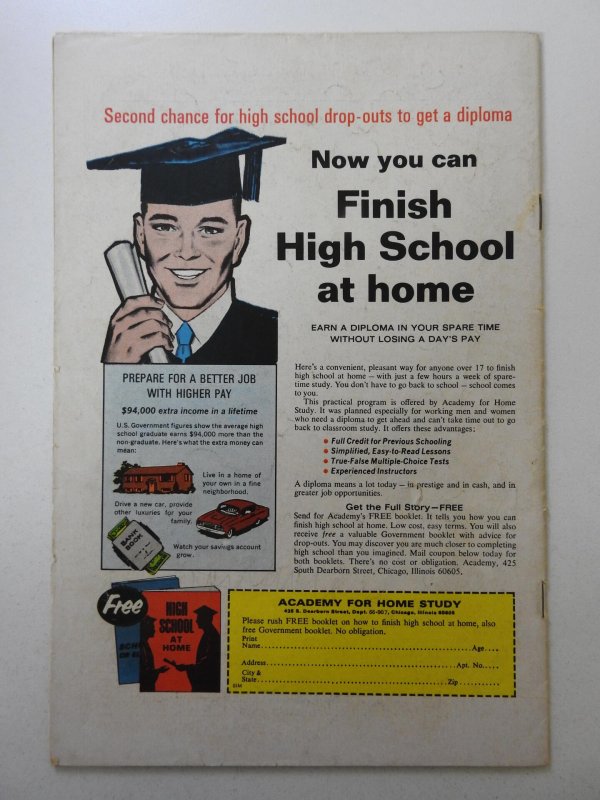 Second chance for high school drop-outs to get a diploma
Now you can
Finish
High School
at home
EARN A DIPLOMA IN YOUR SPARE TIME
WITHOUT LOSING A DAY'S PAY
Here's a convenient, pleasant way for anyone over 17 to finish
high school at home – with just a few hours a week of spare-
time study. You don't have to go back to school – school comes
to you.
This practical program is offered by Academy for Home
Study. It was planned especially for working men and women
who need a diploma to get ahead and can't take time out to go
back to classroom study. It offers these advantages:
• Full Credit for Previous Schooling
• Simplified, Easy-to-Read Lessons
• True-False Multiple-Choice Tests
• Experienced Instructors
A diploma means a lot today – in prestige and in cash, and in
greater job opportunities.
Get the Full Story—FREE
Send for Academy's FREE booklet. It tells you how you can
finish high school at home. Low cost, easy terms. You will also
receive free a valuable Government booklet with advice for
drop-outs. You may discover you are much closer to completing
high school than you imagined. Mail coupon below today for
both booklets. There's no cost or obligation. Academy, 425
South Dearborn Street, Chicago, Illinois 60605.
PREPARE FOR A BETTER JOB
WITH HIGHER PAY
$94,000 extra income in a lifetime
U.S. Government figures show the average high
school graduate earns $94,000 more than the
non-graduate. Here's what the extra money can
mean:
Live in a home of
your own in a fine
neighborhood.
Drive a new car, provide
other luxuries for your
family.
BANK
BOOK
Watch your savings account
grow.
Free
HIGH
SCHOOL
AT
HOME
ACADEMY FOR HOME STUDY
425 S. Dearborn Street, Dept. 66-907, Chicago, Illinois 60605
Please rush FREE booklet on how to finish high school at home, also
free Government booklet. No obligation.
Print
Name Age
Address Apt. No.
City &
State Zip